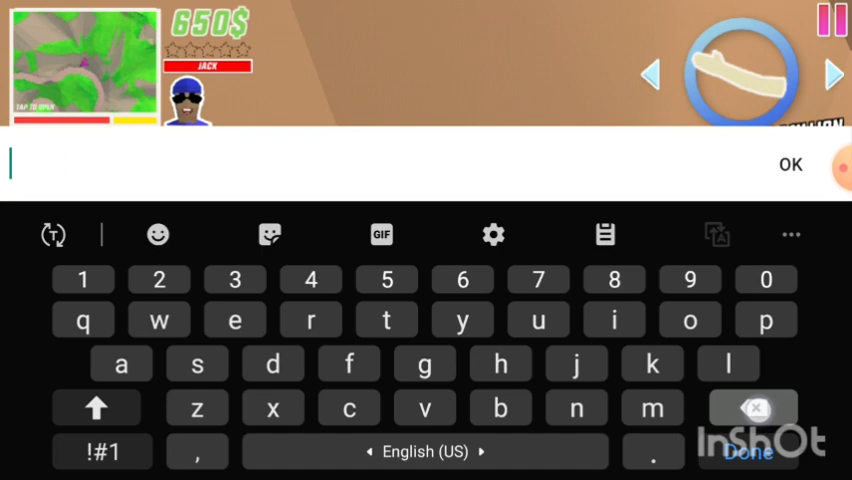 650$
JACK
TAP TO OPEN
OK
T GIF A
1 2 3 4 5 6 7 8 9 0
q w e r t y u i o p
a s d f g h j k l
z x c v b n m
!#1 , English (US) . Done
InShOt